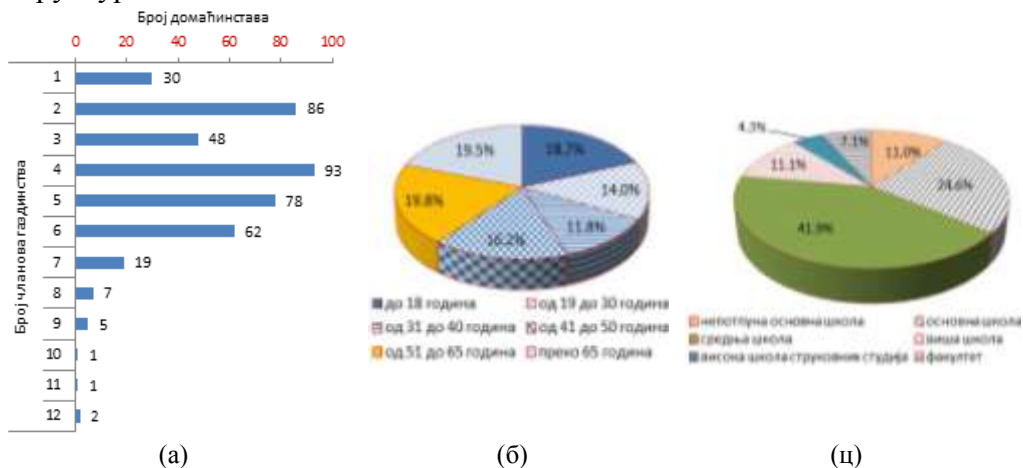 Број домаћинстава
0 20 40 60 80 100
Број чланова газдинства
1 30
2 86
3 48
4 93
5 78
6 62
7 19
8 7
9 5
10 1
11 1
12 2
(а)
19.5%
18.7%
14.0%
11.8%
16.2%
19.8%
до 18 година од 19 до 30 година
од 31 до 40 година од 41 до 50 година
од 51 до 65 година преко 65 година
(б)
4.3%
7.1%
11.0%
24.6%
41.9%
11.1%
непотпуна основна школа основна школа
средња школа виша школа
висока школа струковних студија факултет
(ц)